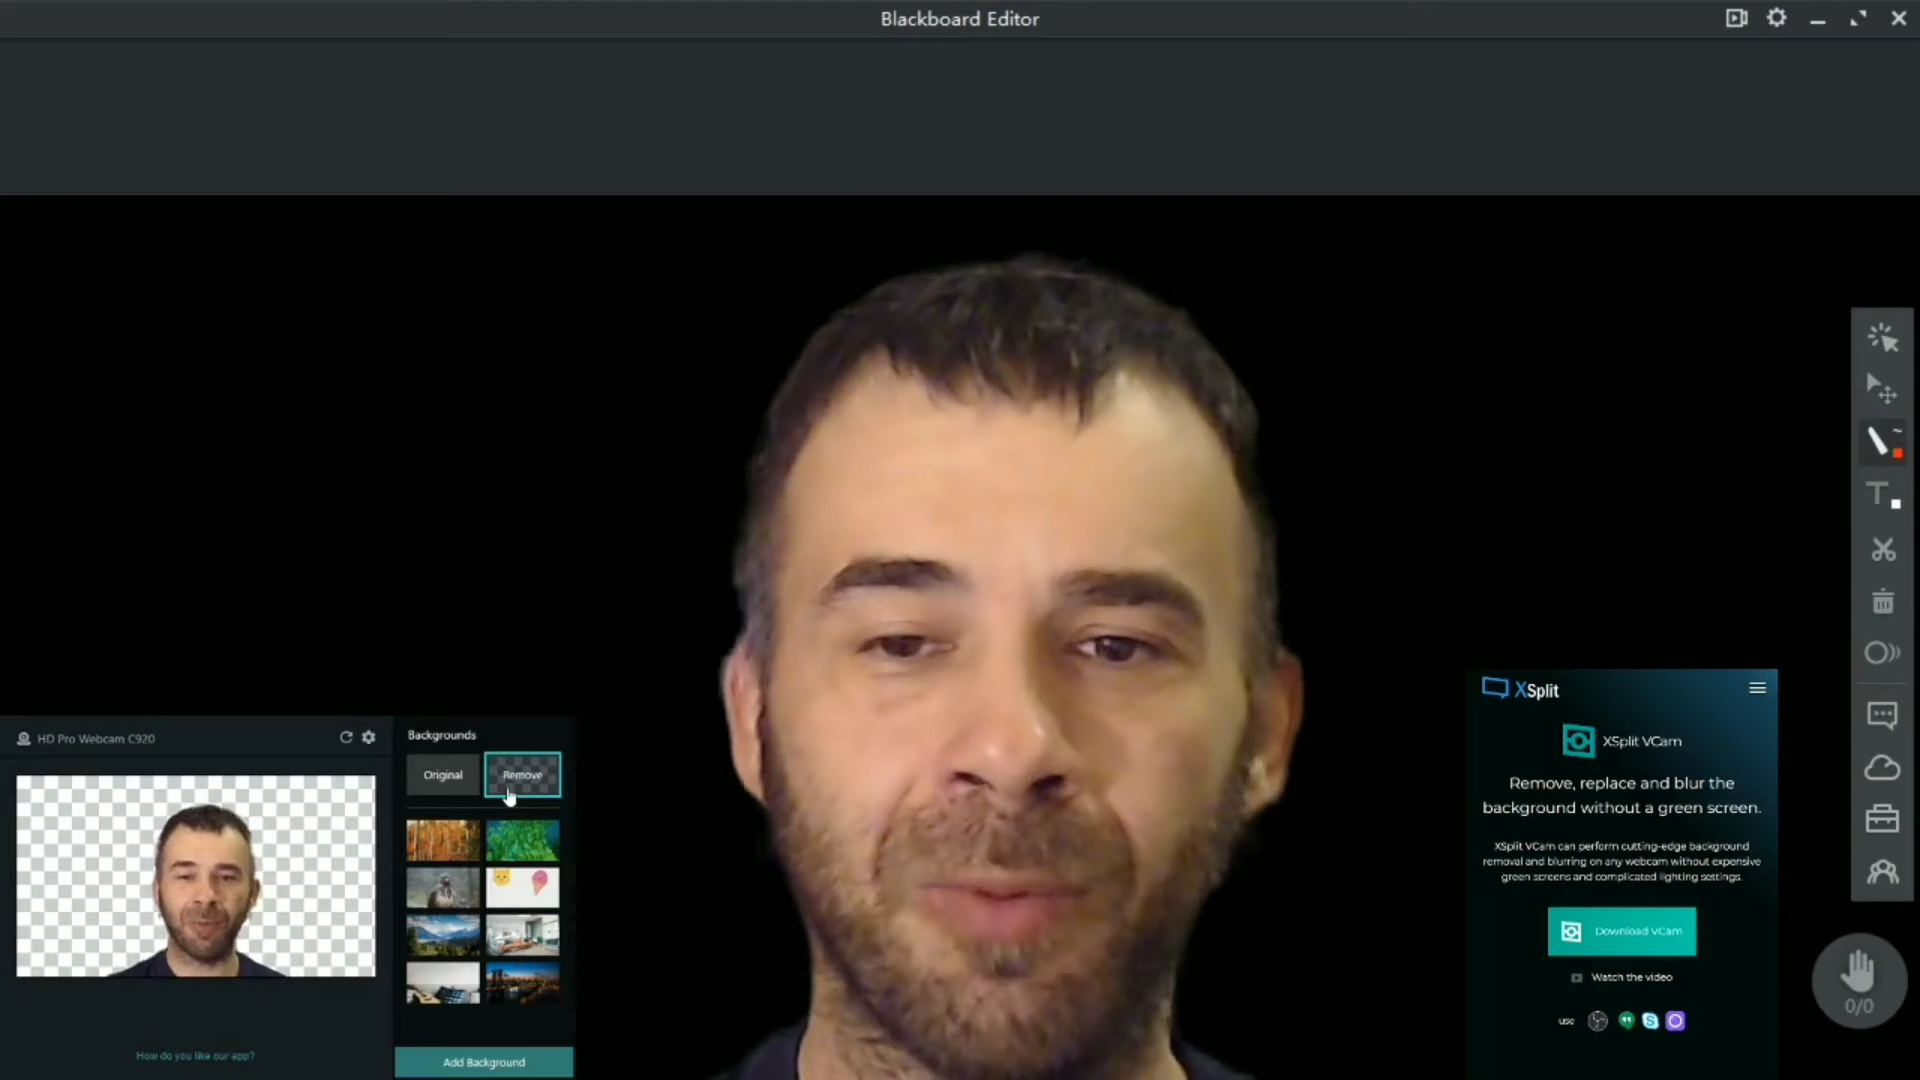 Blackboard Editor
T
0/0
HD Pro Webcam C920
How do you like our app?
Backgrounds
Original
Remove
Add Background
XSplit
XSplit VCam
Remove, replace and blur the
background without a green screen.
XSplit VCam can perform cutting-edge background
removal and blurring on any webcam without expensive
green screens and complicated lighting settings.
Download VCam
Watch the video
use